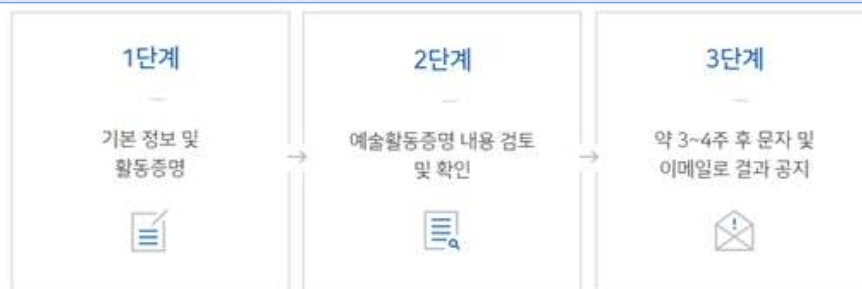 1단계
기본 정보 및
활동증명
2단계
예술활동증명 내용 검토
및 확인
3단계
약 3~4주 후 문자 및
이메일로 결과 공지